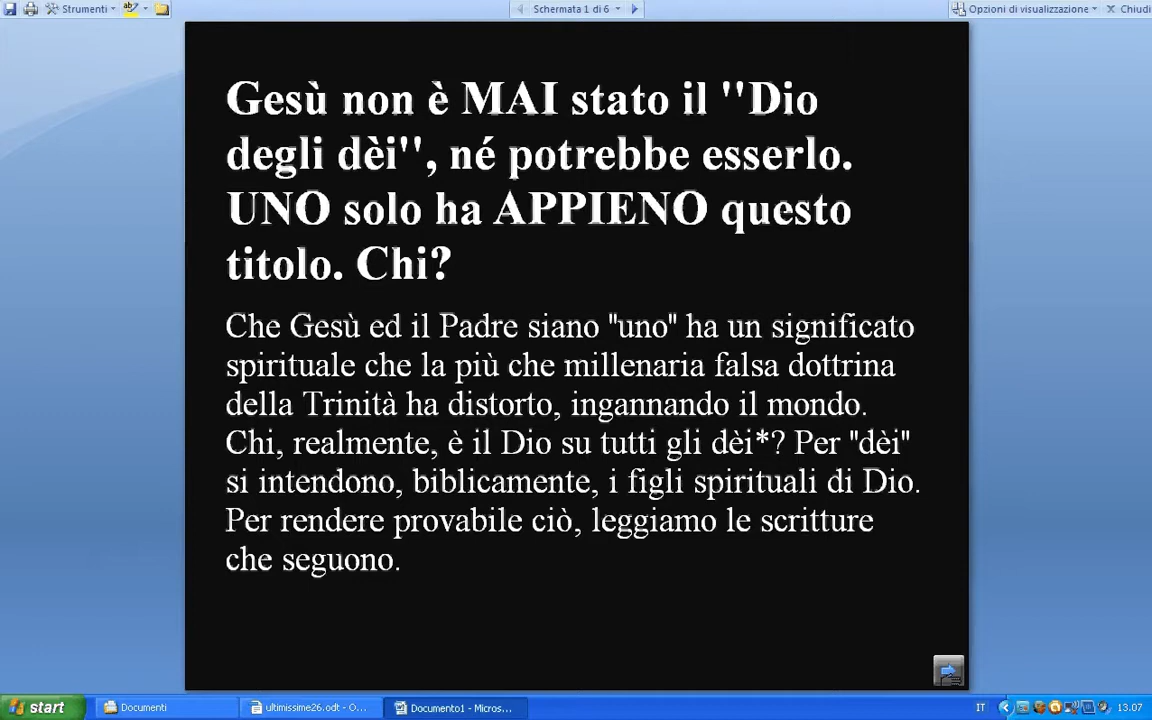 Strumenti
Schermata 1 di 6
Opzioni di visualizzazione
Chiudi
Gesù non è MAI stato il "Dio
degli dèi", né potrebbe esserlo.
UNO solo ha APPIENO questo
titolo. Chi?
Che Gesù ed il Padre siano "uno" ha un significato
spirituale che la più che millenaria falsa dottrina
della Trinità ha distorto, ingannando il mondo.
Chi, realmente, è il Dio su tutti gli dèi*? Per "dèi"
si intendono, biblicamente, i figli spirituali di Dio.
Per rendere provabile ciò, leggiamo le scritture
che seguono.
start
Documenti
ultimissime26.odt - O...
Documento1 - Micros...
IT
13.07